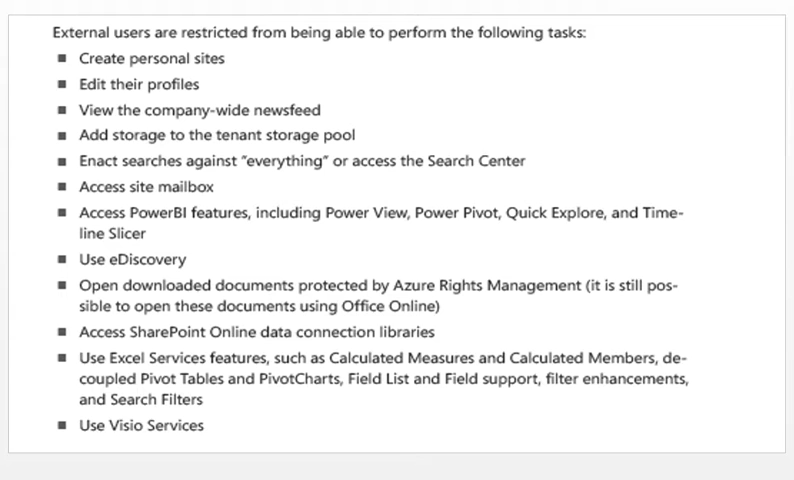 External users are restricted from being able to perform the following tasks:
■ Create personal sites
■ Edit their profiles
■ View the company-wide newsfeed
■ Add storage to the tenant storage pool
■ Enact searches against "everything" or access the Search Center
■ Access site mailbox
■ Access PowerBI features, including Power View, Power Pivot, Quick Explore, and Time-
line Slicer
■ Use eDiscovery
■ Open downloaded documents protected by Azure Rights Management (it is still pos-
sible to open these documents using Office Online)
■ Access SharePoint Online data connection libraries
■ Use Excel Services features, such as Calculated Measures and Calculated Members, de-
coupled Pivot Tables and PivotCharts, Field List and Field support, filter enhancements,
and Search Filters
■ Use Visio Services